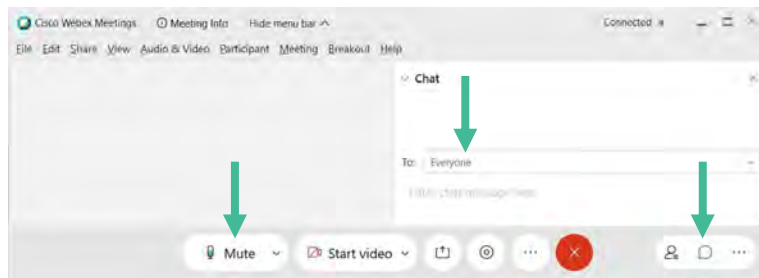 Cisco Webex Meetings Meeting Info Hide menu bar Connected
File Edit Share View Audio & Video Participant Meeting Breakout Help
Chat
To: Everyone
Enter chat message here
Mute Start video